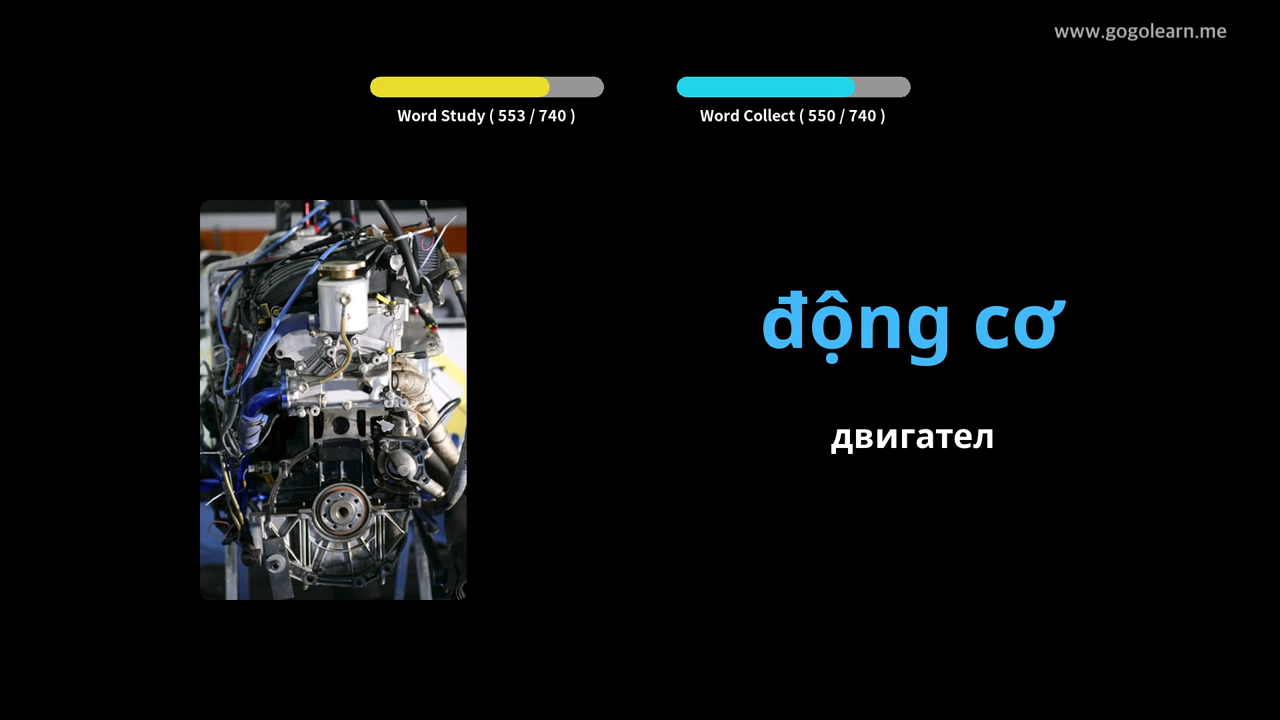 www.gogolearn.me
Word Study ( 553 / 740 )
Word Collect ( 550 / 740 )
động cơ
двигател